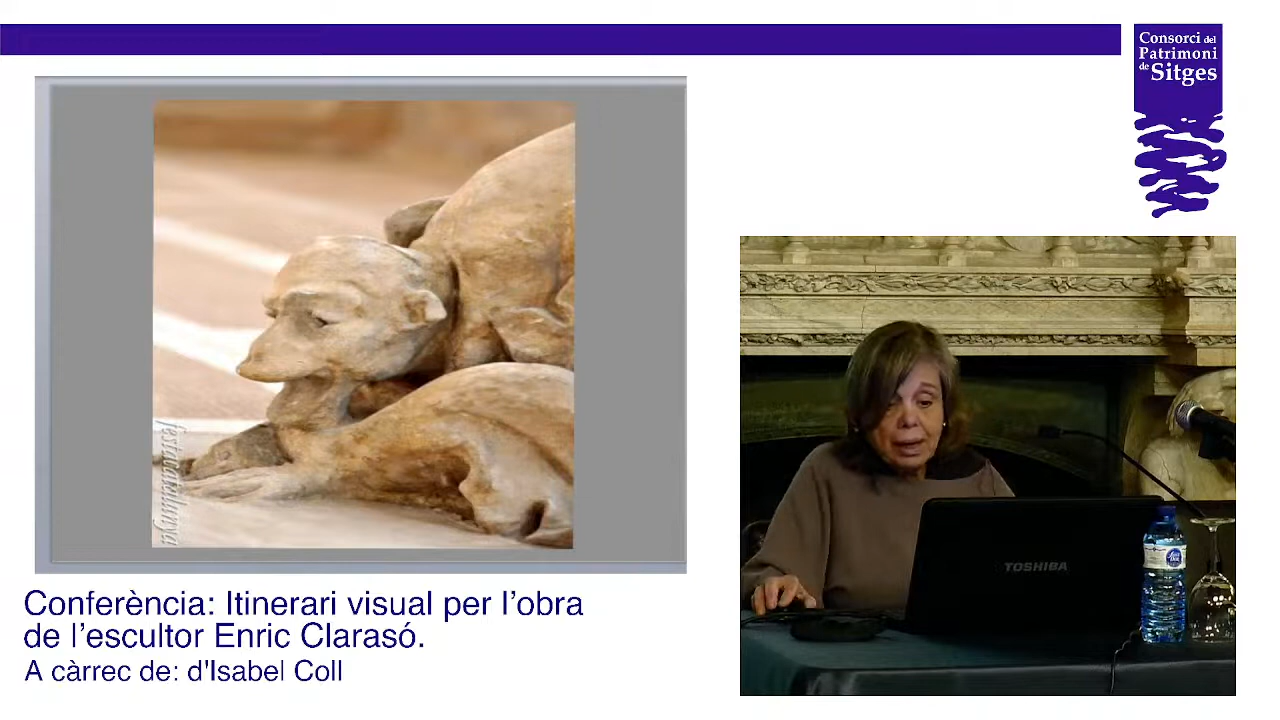 Consorci del
Patrimoni
de Sitges
festacatalunya
TOSHIBA
Conferència: Itinerari visual per l'obra
de l'escultor Enric Clarasó.
A càrrec de: d'Isabel Coll